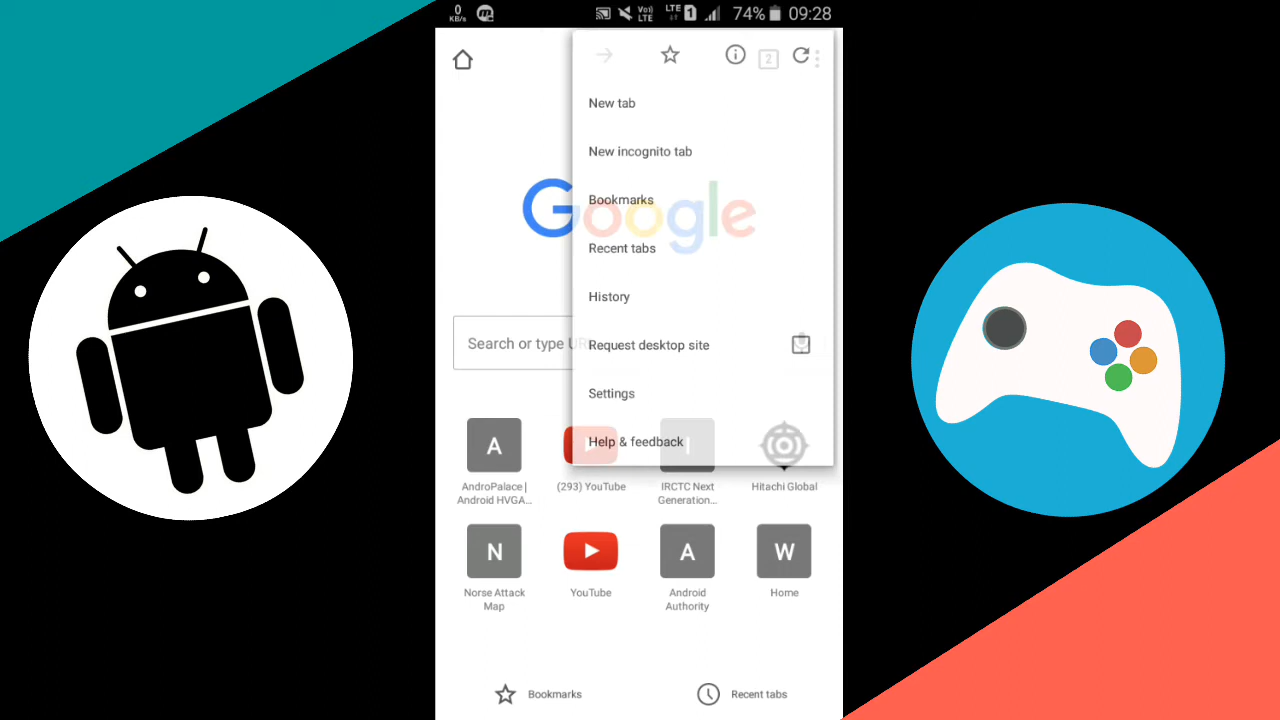 0 KB/s Vo) LTE LTE 1 74% 09:28
2
New tab
New incognito tab
Google
Bookmarks
Recent tabs
History
Search or type UR
Request desktop site
Settings
Help & feedback
A I
AndroPalace | (293) YouTube IRCTC Next Hitachi Global
Android HVGA... Generation...
N A W
Norse Attack YouTube Android Home
Map Authority
Bookmarks Recent tabs